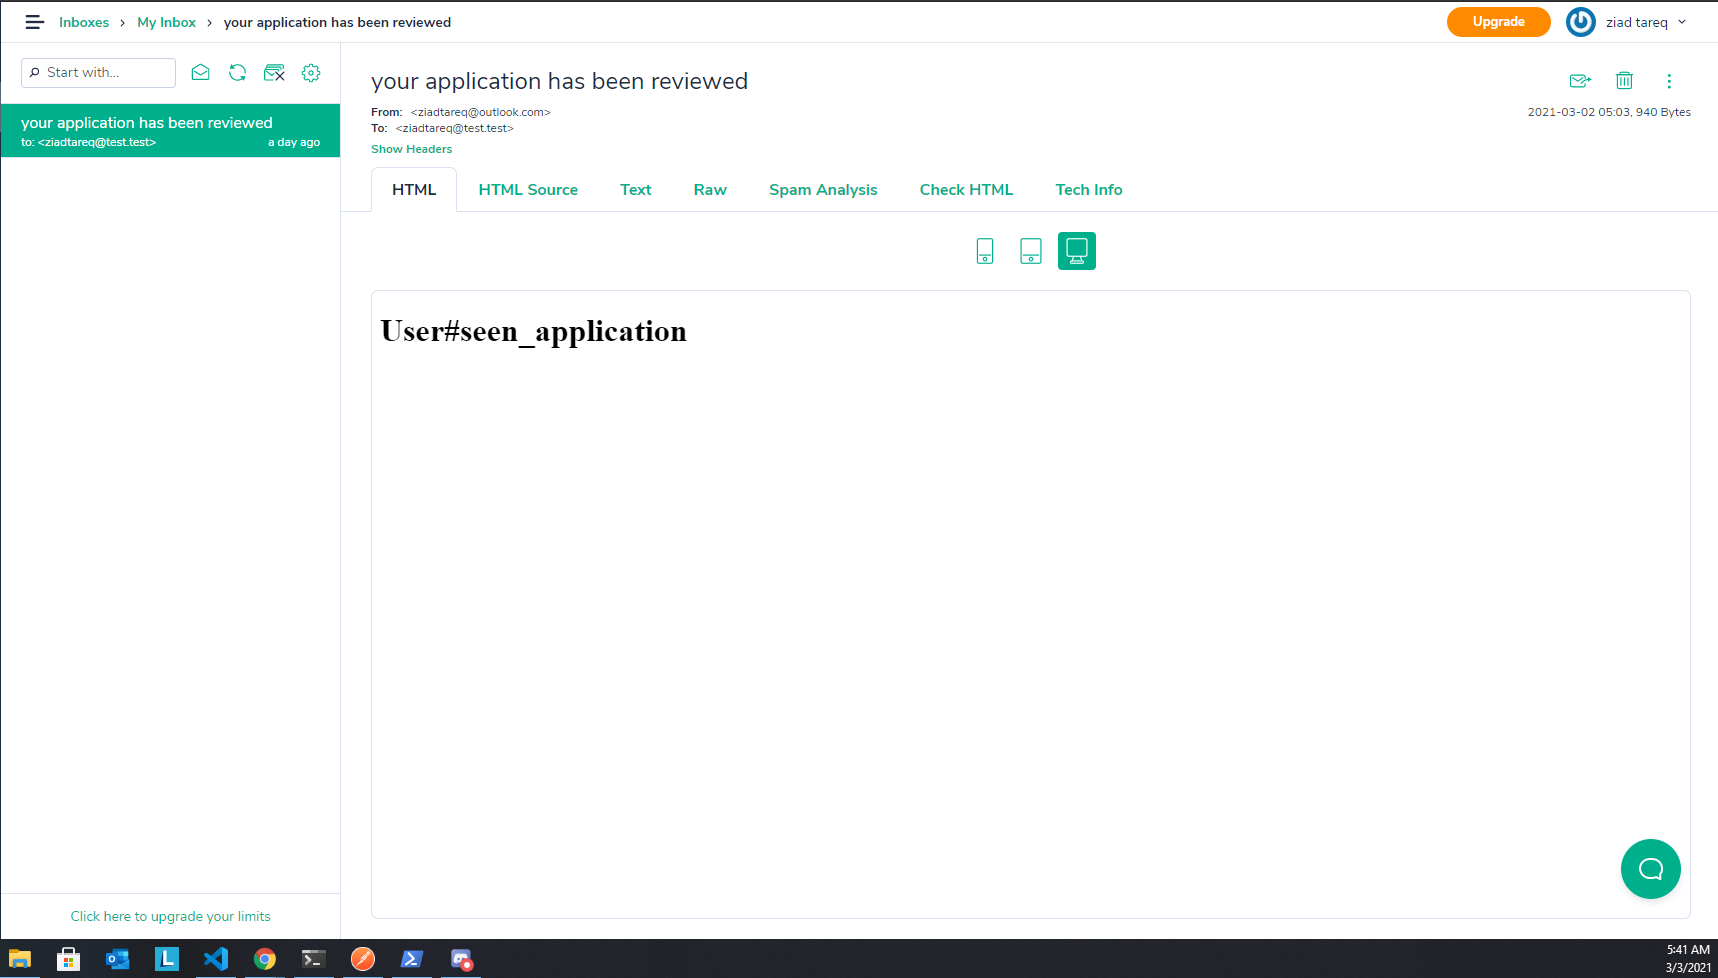 Inboxes > My Inbox > your application has been reviewed
Upgrade
ziad tareq
Start with...
your application has been reviewed
to: <ziadtareq@test.test>
a day ago
your application has been reviewed
From: <ziadtareq@outlook.com>
2021-03-02 05:03, 940 Bytes
To: <ziadtareq@test.test>
Show Headers
HTML HTML Source Text Raw Spam Analysis Check HTML Tech Info
User#seen_application
Click here to upgrade your limits
5:41 AM
3/3/2021